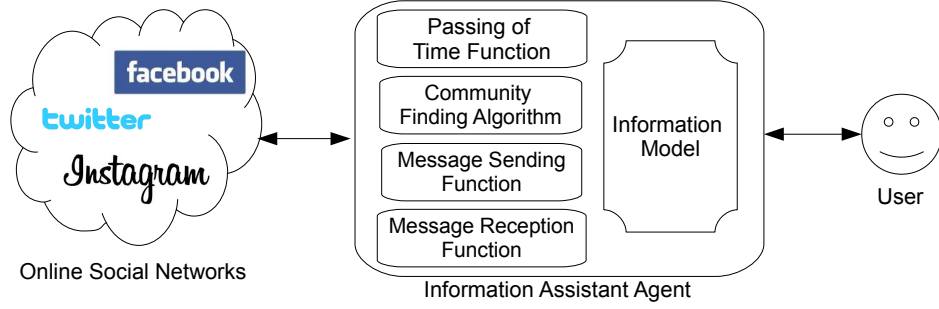 facebook
twitter
Instagram
Online Social Networks
Passing of
Time Function
Community
Finding Algorithm
Message Sending
Function
Message Reception
Function
Information
Model
Information Assistant Agent
User